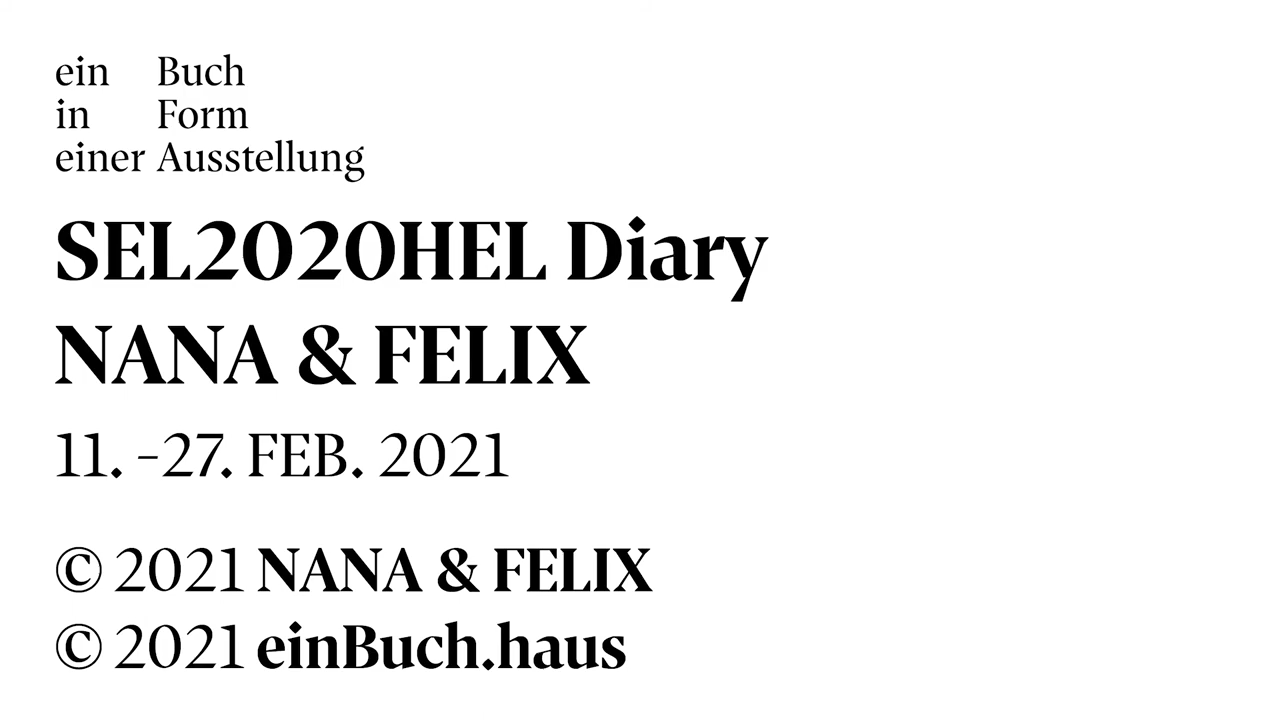 ein Buch
in Form
einer Ausstellung
SEL2020HEL Diary
NANA & FELIX
11. -27. FEB. 2021
© 2021 NANA & FELIX
© 2021 einBuch.haus